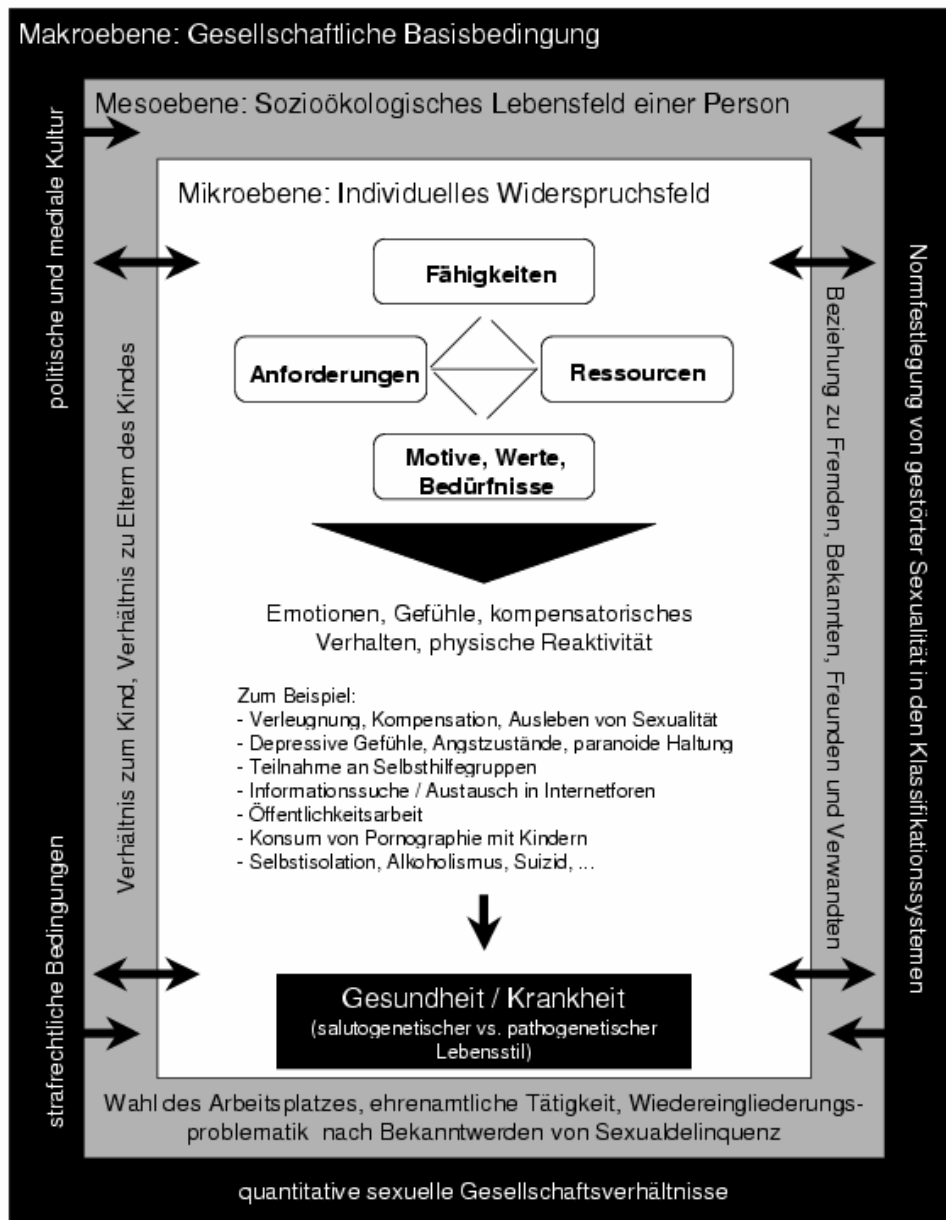 Makroebene: Gesellschaftliche Basisbedingung
Mesoebene: Sozioökologisches Lebensfeld einer Person
Mikroebene: Individuelles Widerspruchsfeld
politische und mediale Kultur
strafrechtliche Bedingungen
Verhältnis zum Kind, Verhältnis zu Eltern des Kindes
Fähigkeiten
Anforderungen
Ressourcen
Motive, Werte,
Bedürfnisse
Emotionen, Gefühle, kompensatorisches
Verhalten, physische Reaktivität
Zum Beispiel:
- Verleugnung, Kompensation, Ausleben von Sexualität
- Depressive Gefühle, Angstzustände, paranoide Haltung
- Teilnahme an Selbsthilfegruppen
- Informationssuche / Austausch in Internetforen
- Öffentlichkeitsarbeit
- Konsum von Pornographie mit Kindern
- Selbstisolation, Alkoholismus, Suizid, ...
Gesundheit / Krankheit
(salutogenetischer vs. pathogenetischer
Lebensstil)
Beziehung zu Fremden, Bekannten, Freunden und Verwandten
Normfestlegung von gestörter Sexualität in den Klassifikationssystemen
Wahl des Arbeitsplatzes, ehrenamtliche Tätigkeit, Wiedereingliederungs-
problematik nach Bekanntwerden von Sexualdelinquenz
quantitative sexuelle Gesellschaftsverhältnisse